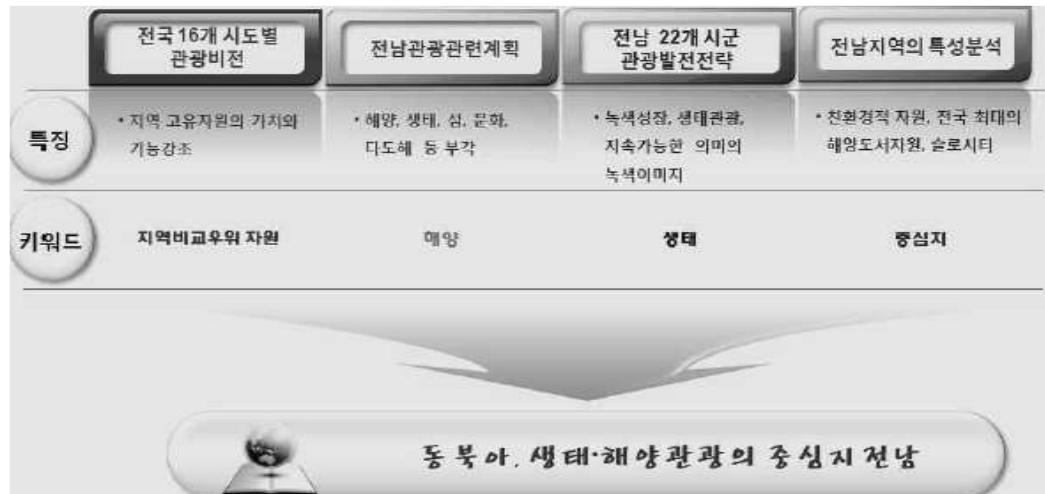 전국 16개 시도별
관광비전
전남관광관련계획
전남 22개 시군
관광발전전략
전남지역의 특성분석
특징
• 지역 고유자원의 가치와
기능강조
• 해양, 생태, 섬, 문화,
다도해 등 부각
• 녹색성장, 생태관광,
지속가능한 의미의
녹색이미지
• 친환경적 자원, 전국 최대의
해양도서자원, 슬로시티
키워드
지역비교우위 자원
해양
생태
중심지
동북아, 생태·해양관광의 중심지 전남